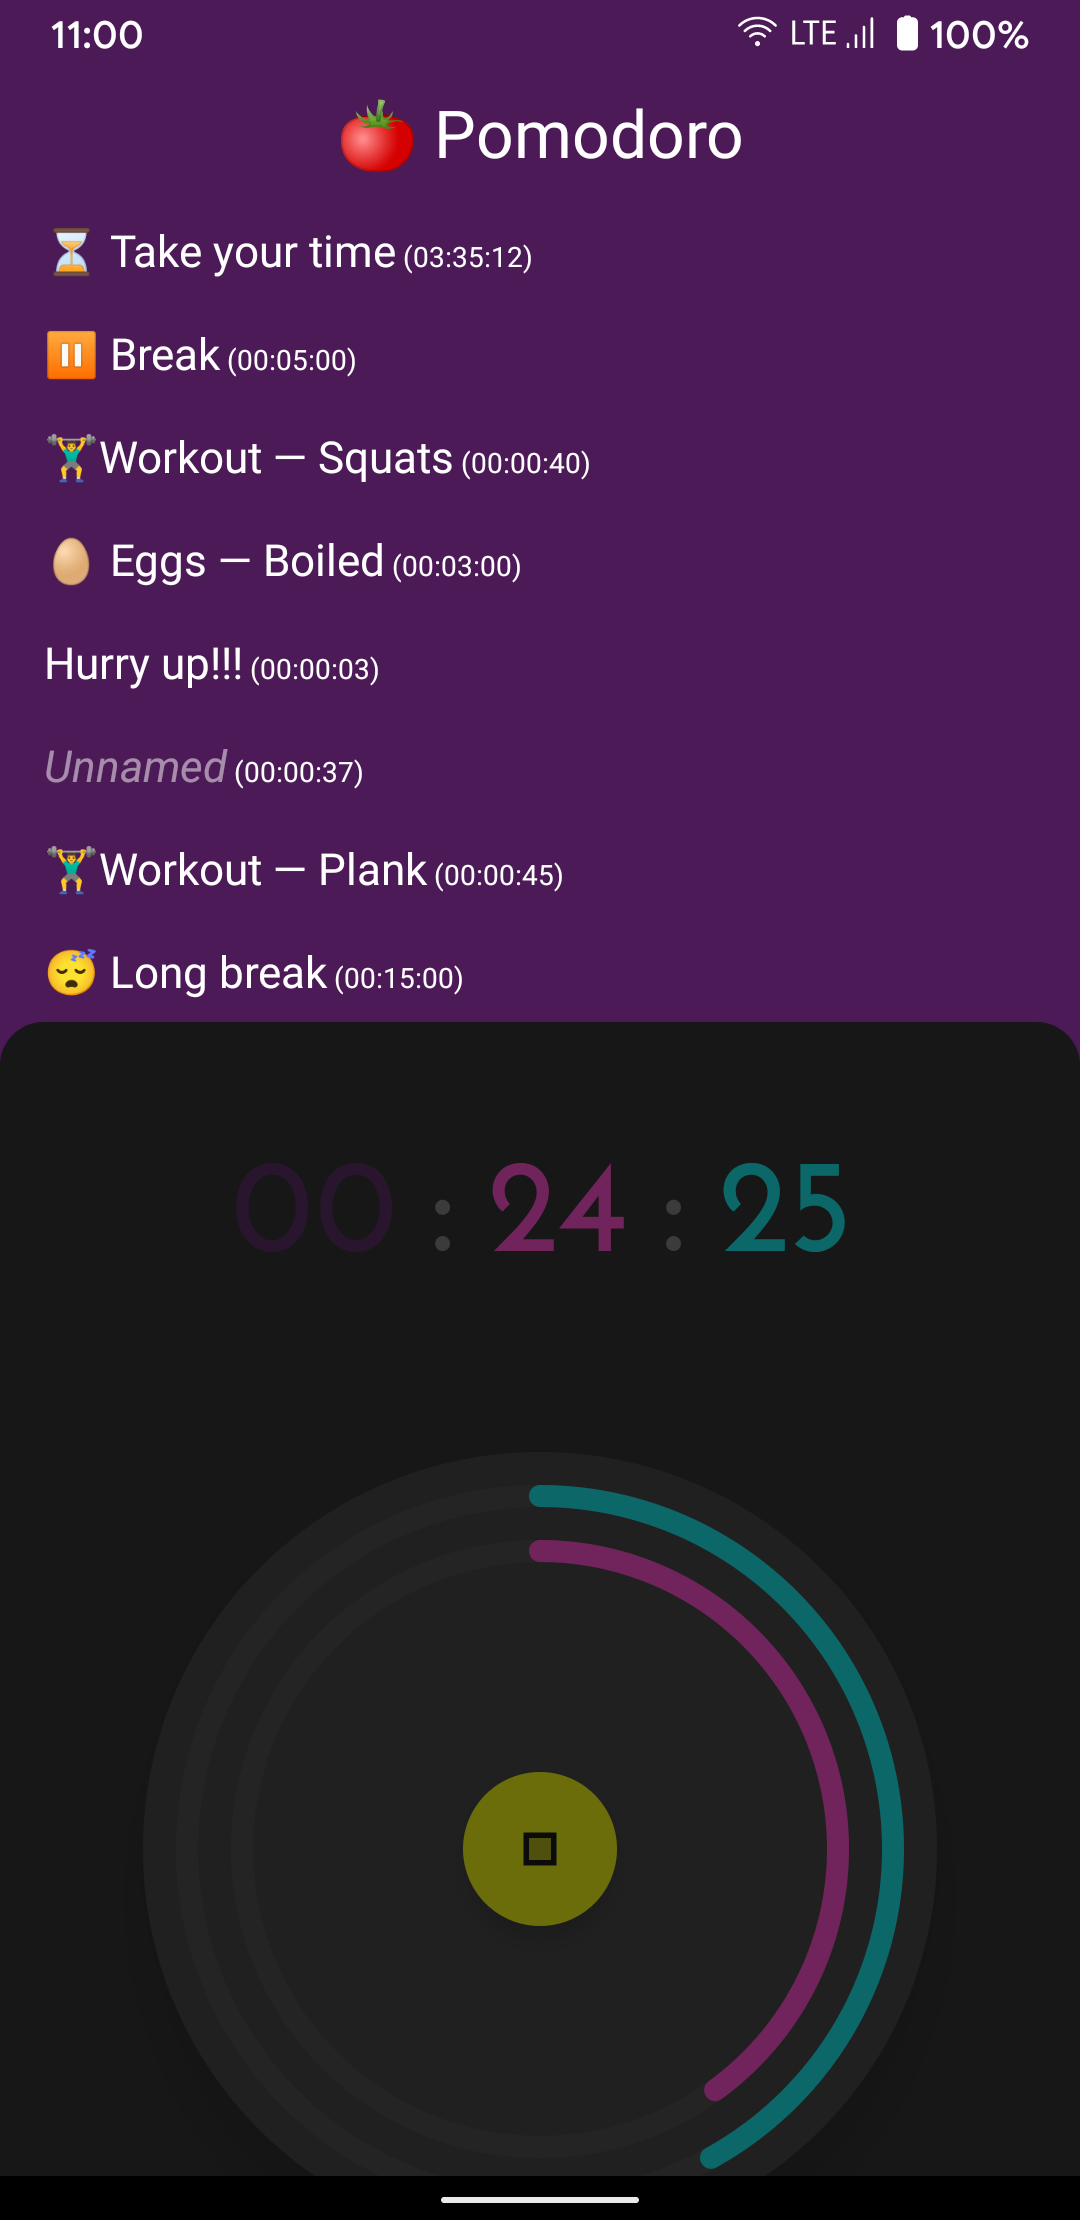 11:00 LTE 100%
🍅 Pomodoro
⏳ Take your time (03:35:12)
⏸️ Break (00:05:00)
🏋️‍♂️Workout — Squats (00:00:40)
🥚 Eggs — Boiled (00:03:00)
Hurry up!!! (00:00:03)
Unnamed (00:00:37)
🏋️‍♂️Workout — Plank (00:00:45)
😴 Long break (00:15:00)
00 : 24 : 25